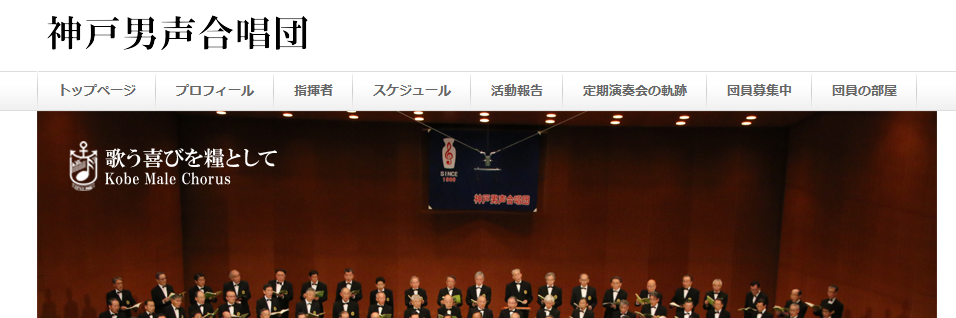 神戸男声合唱団
トップページ
プロフィール
指揮者
スケジュール
活動報告
定期演奏会の軌跡
団員募集中
団員の部屋
歌う喜びを糧として
Kobe Male Chorus
SINCE
神戸男声合唱団